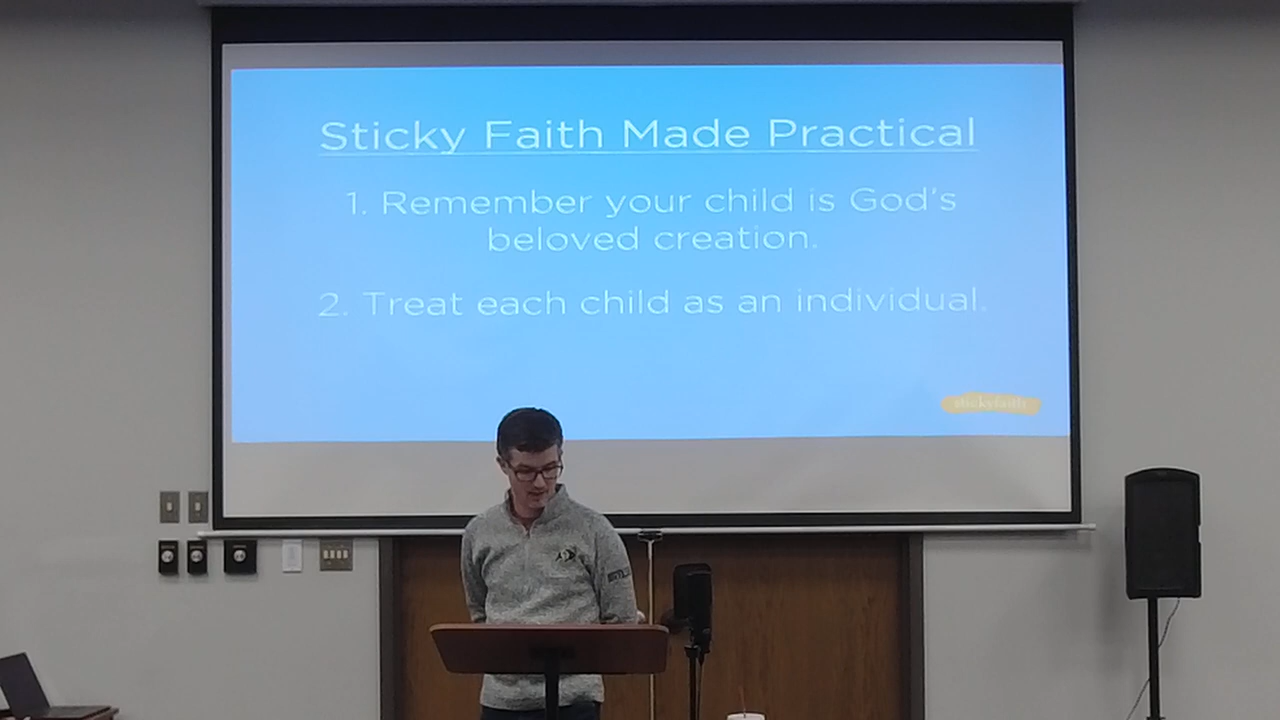 Sticky Faith Made Practical
1. Remember your child is God's
beloved creation.
2. Treat each child as an individual.
stickyfaith